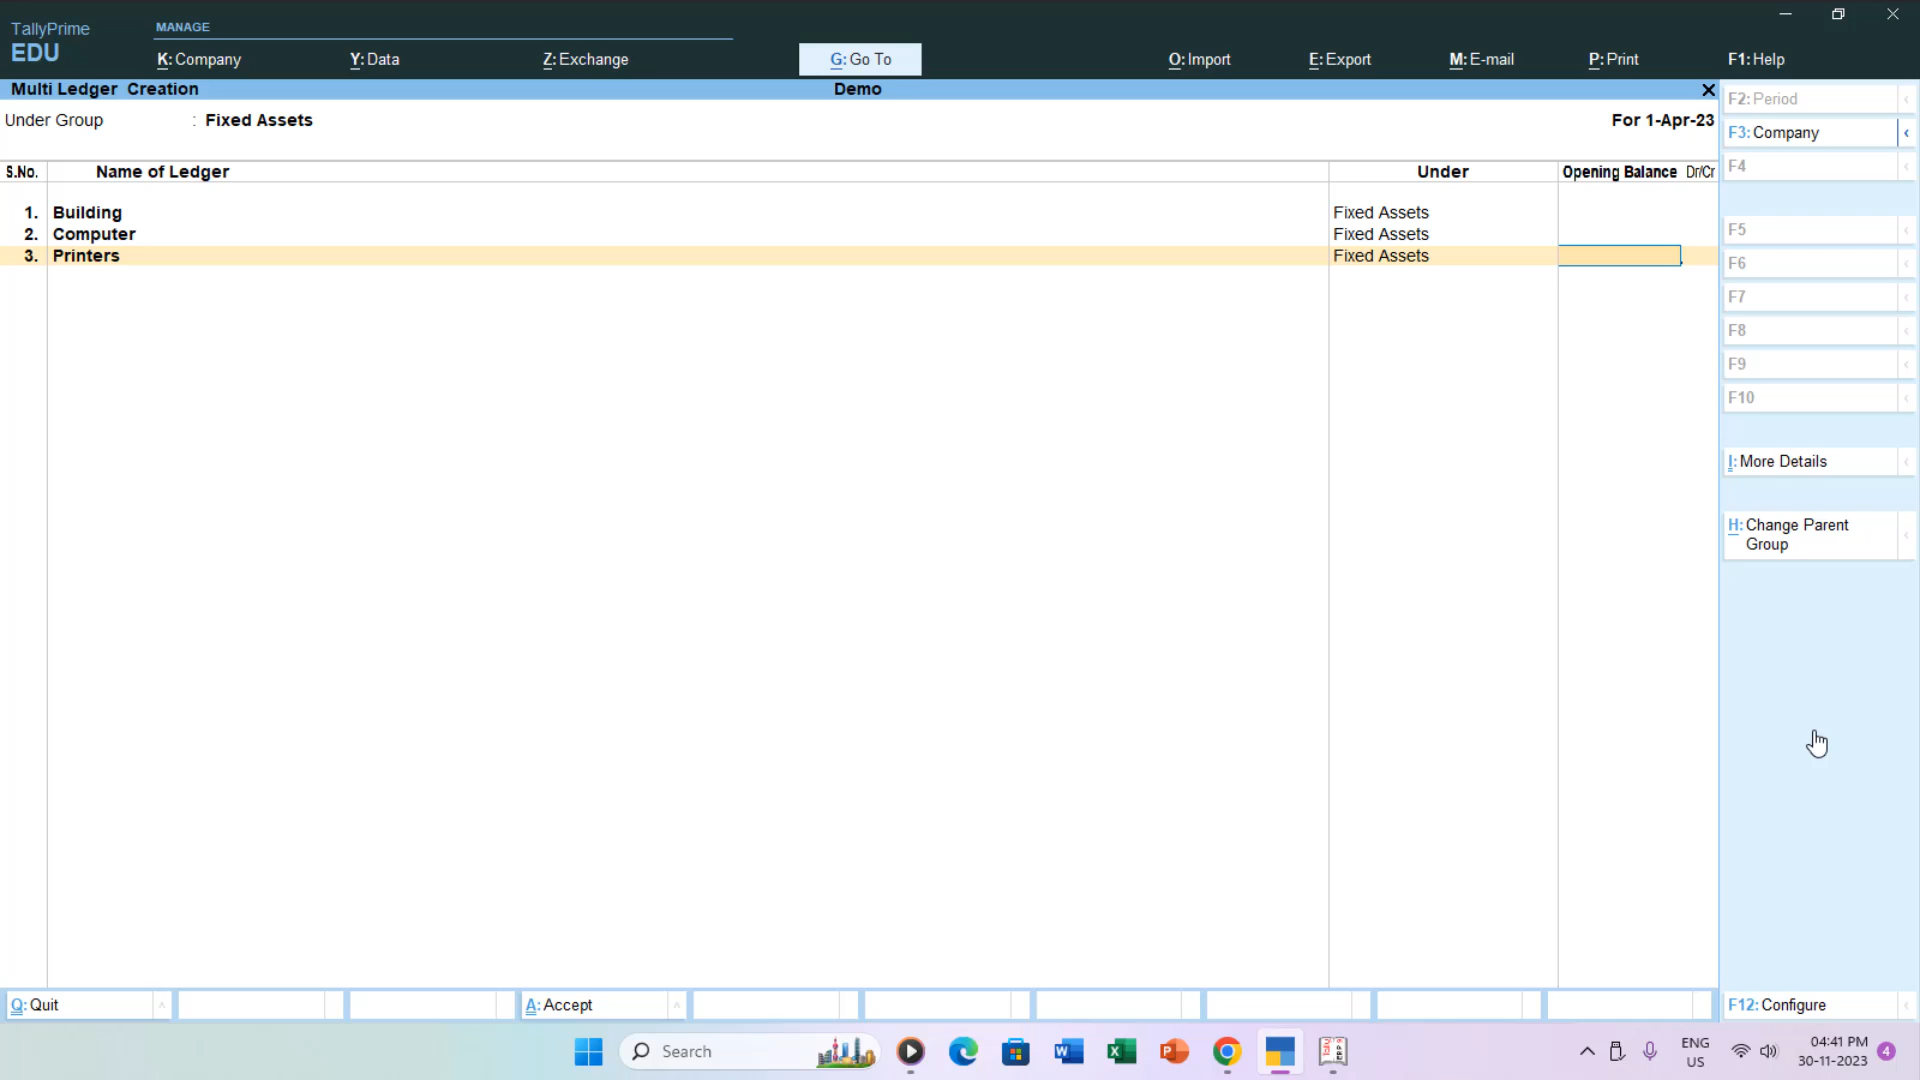 TallyPrime
EDU
MANAGE
K: Company
Y: Data
Z: Exchange
G: Go To
O: Import
E: Export
M: E-mail
P: Print
F1: Help
Multi Ledger Creation
Demo
Under Group : Fixed Assets
For 1-Apr-23
S.No. Name of Ledger Under Opening Balance Dr/Cr
1. Building Fixed Assets
2. Computer Fixed Assets
3. Printers Fixed Assets
F2: Period
F3: Company
F4
F5
F6
F7
F8
F9
F10
I: More Details
H: Change Parent
Group
Q: Quit
A: Accept
F12: Configure
Search
ENG
US
04:41 PM
30-11-2023
4